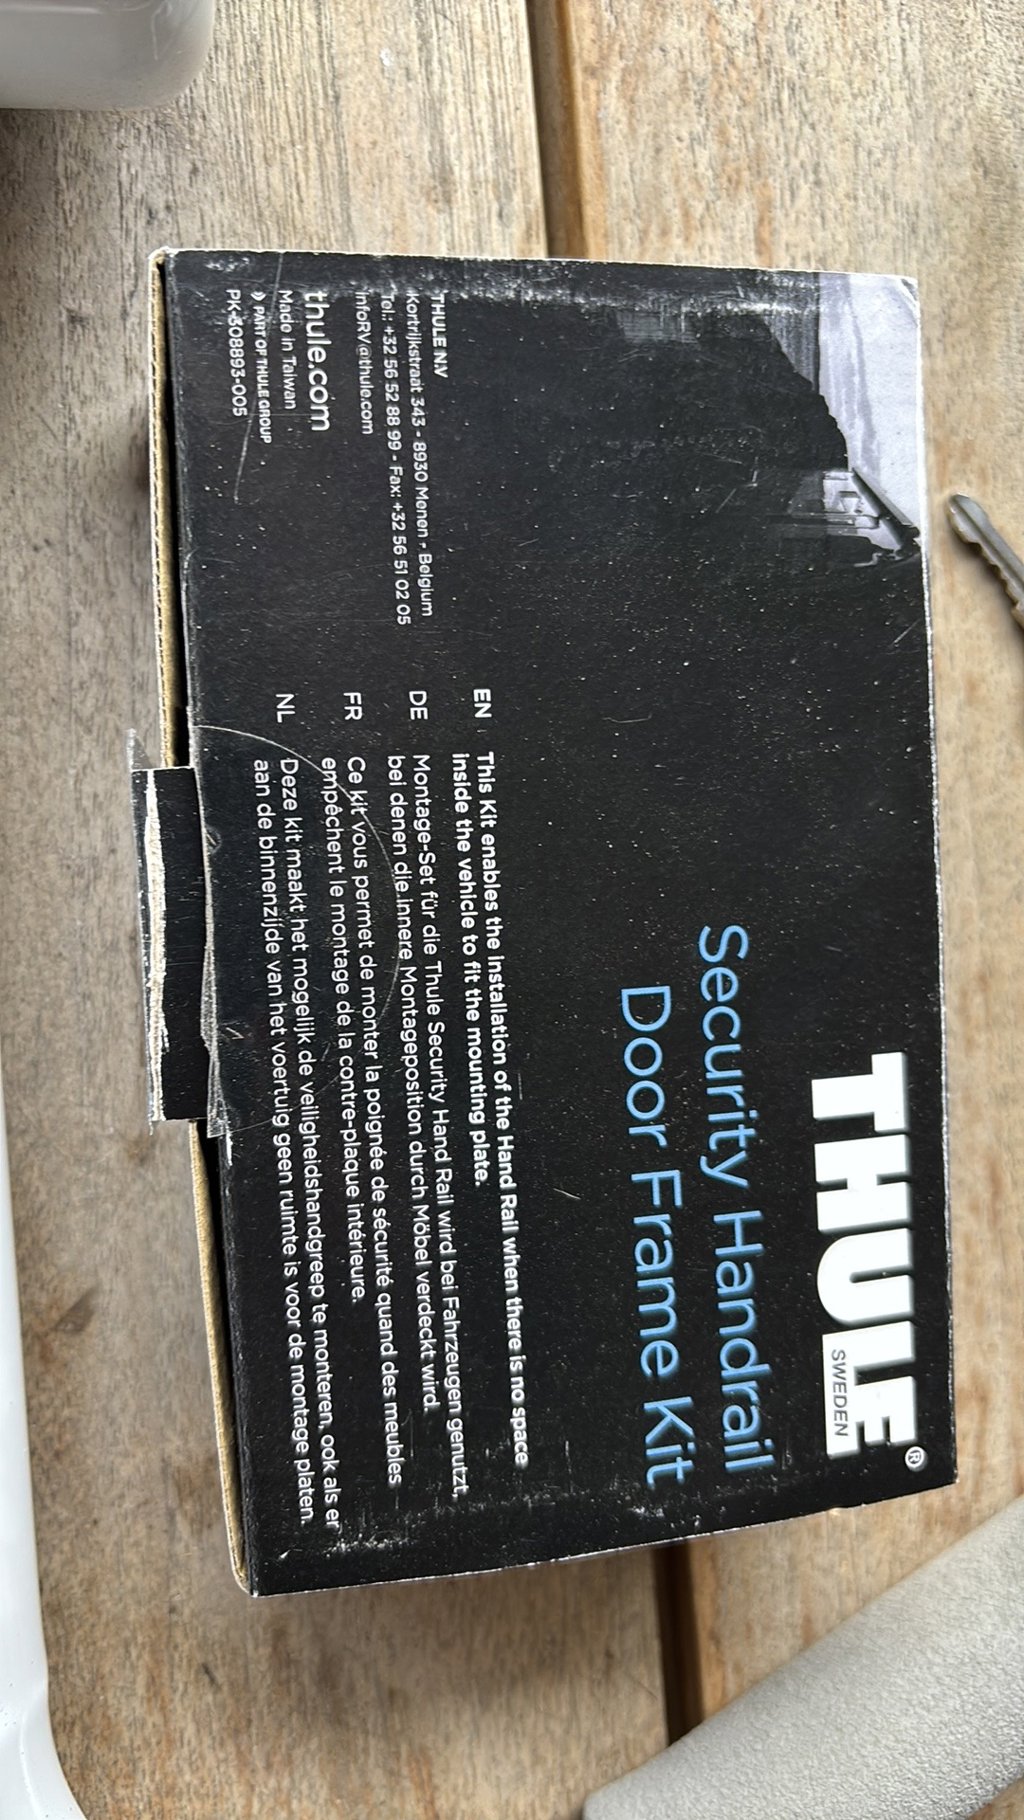 THULE®
SWEDEN
Security Handrail
Door Frame Kit
EN This Kit enables the installation of the Hand Rail when there is no space
inside the vehicle to fit the mounting plate.
DE Montage-Set für die Thule Security Hand Rail wird bei Fahrzeugen genutzt,
bei denen die innere Montageposition durch Möbel verdeckt wird.
FR Ce kit vous permet de monter la poignée de sécurité quand des meubles
empêchent le montage de la contre-plaque intérieure.
NL Deze kit maakt het mogelijk de veiligheidshandgreep te monteren, ook als er
aan de binnenzijde van het voertuig geen ruimte is voor de montage platen.
THULE NV
Kortrijkstraat 343 - 8930 Menen - Belgium
Tel.: +32 56 52 88 99 - Fax: +32 56 51 02 05
infoRV@thule.com
thule.com
Made in Taiwan
PART OF THULE GROUP
PK-308893-005